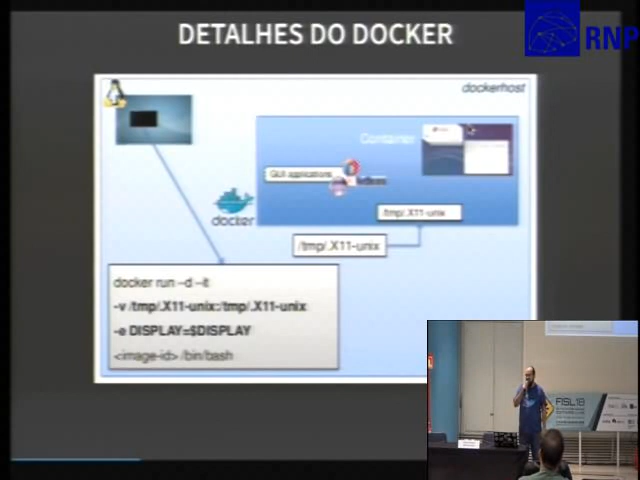 DETALHES DO DOCKER
RNP
dockerhost
Container
GUI applications
/tmp/.X11-unix
docker
/tmp/.X11-unix
docker run –d –it
-v /tmp/.X11-unix:/tmp/.X11-unix
-e DISPLAY=$DISPLAY
<image-id> /bin/bash
FISL18